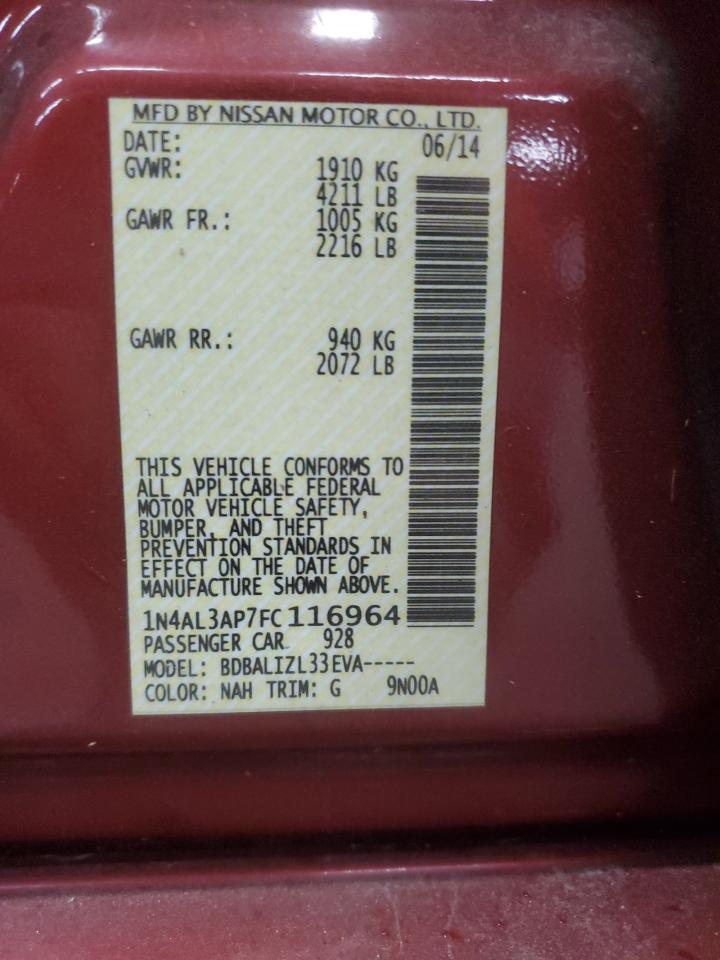 MFD BY NISSAN MOTOR CO., LTD.
DATE: 06/14
GVWR: 1910 KG
4211 LB
GAWR FR.: 1005 KG
2216 LB
GAWR RR.: 940 KG
2072 LB
THIS VEHICLE CONFORMS TO
ALL APPLICABLE FEDERAL
MOTOR VEHICLE SAFETY,
BUMPER, AND THEFT
PREVENTION STANDARDS IN
EFFECT ON THE DATE OF
MANUFACTURE SHOWN ABOVE.
1N4AL3AP7FC116964
PASSENGER CAR 928
MODEL: BDBALIZL33EVA-----
COLOR: NAH TRIM: G 9N00A